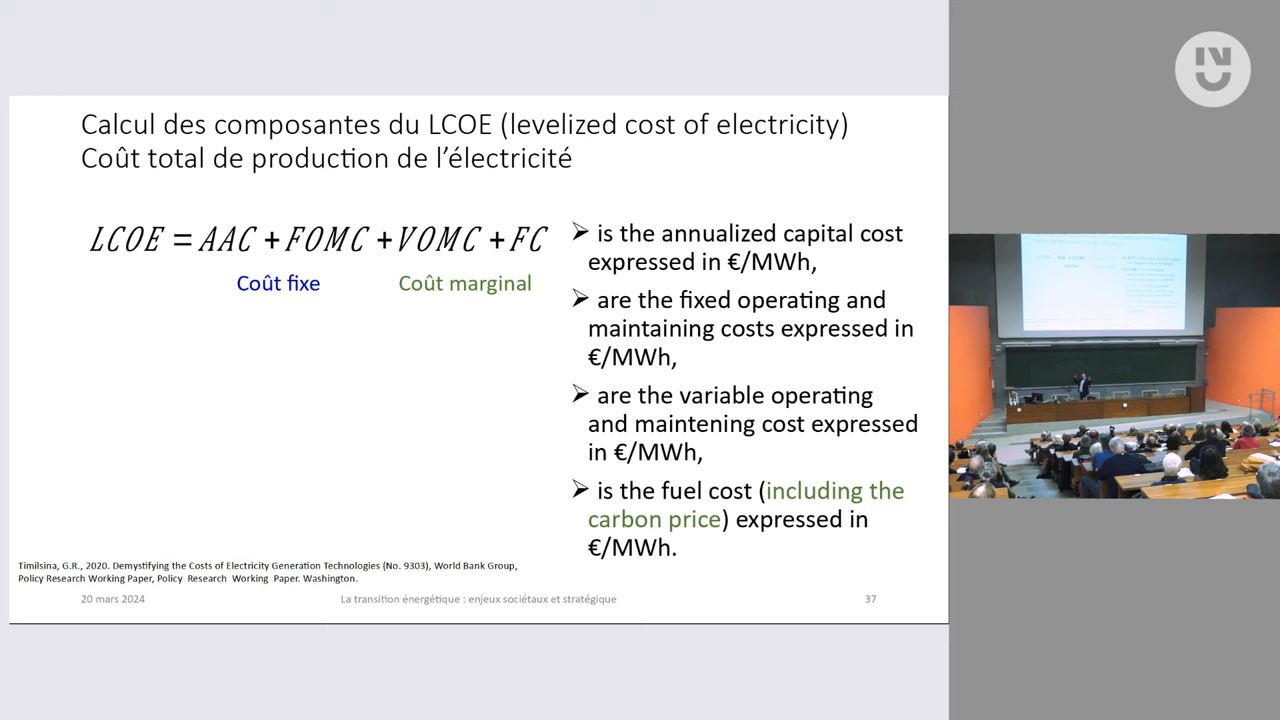 Calcul des composantes du LCOE (levelized cost of electricity)
Coût total de production de l'électricité
LCOE = AAC + FOMC + VOMC + FC
Coût fixe
Coût marginal
➢ is the annualized capital cost
expressed in €/MWh,
➢ are the fixed operating and
maintaining costs expressed in
€/MWh,
➢ are the variable operating
and maintening cost expressed
in €/MWh,
➢ is the fuel cost (including the
carbon price) expressed in
€/MWh.
Timilsina, G.R., 2020. Demystifying the Costs of Electricity Generation Technologies (No. 9303), World Bank Group,
Policy Research Working Paper, Policy Research Working Paper. Washington.
20 mars 2024
La transition énergétique : enjeux sociétaux et stratégique
37